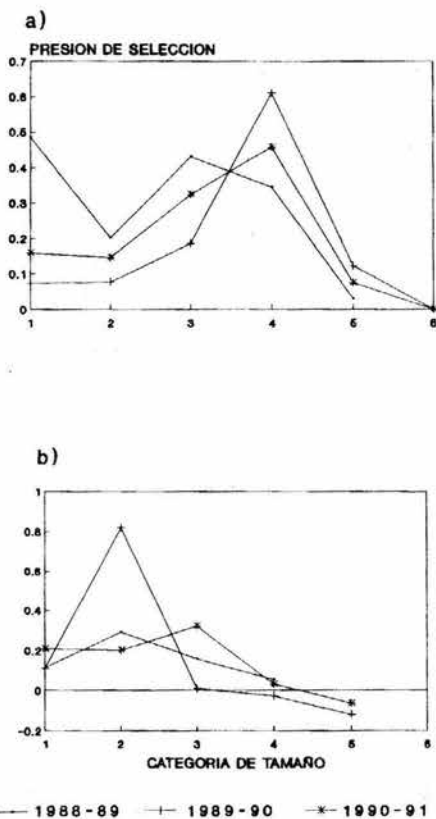 a)
PRESION DE SELECCION
0.7
0.6
0.5
0.4
0.3
0.2
0.1
0
1 2 3 4 5 6
b)
1
0.8
0.6
0.4
0.2
0
-0.2
1 2 3 4 5 6
CATEGORIA DE TAMAÑO
1988-89 1989-90 1990-91